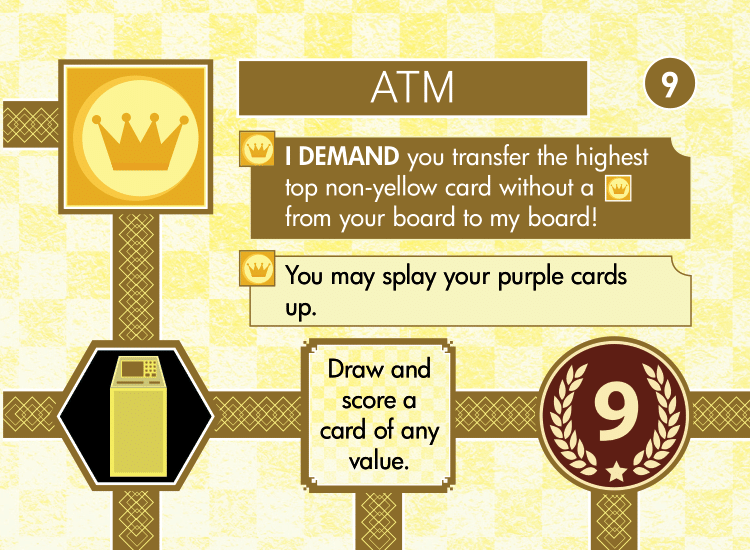 ATM
9
I DEMAND you transfer the highest
top non-yellow card without a
from your board to my board!
You may splay your purple cards
up.
Draw and
score a
card of any
value.
9